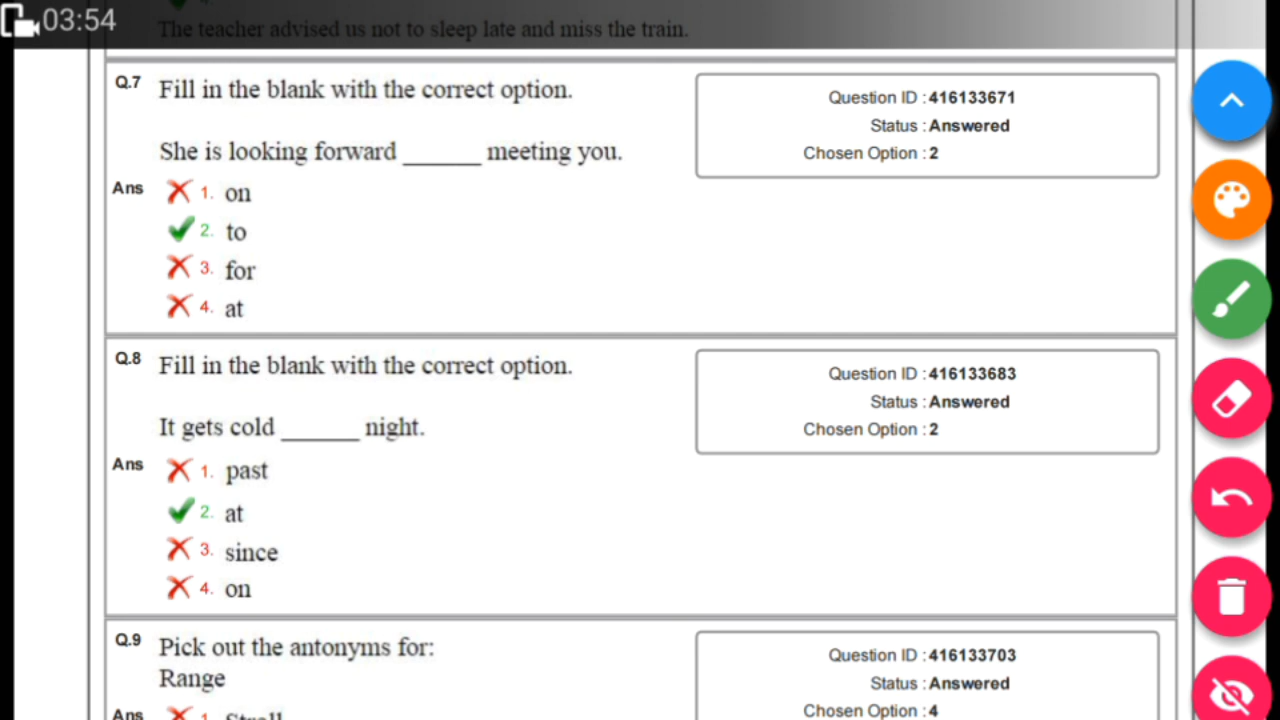 03:54
The teacher advised us not to sleep late and miss the train.
Q.7 Fill in the blank with the correct option.
Question ID : 416133671
Status : Answered
Chosen Option : 2
She is looking forward ______ meeting you.
Ans 1. on
2. to
3. for
4. at
Q.8 Fill in the blank with the correct option.
Question ID : 416133683
Status : Answered
Chosen Option : 2
It gets cold ______ night.
Ans 1. past
2. at
3. since
4. on
Q.9 Pick out the antonyms for:
Range
Question ID : 416133703
Status : Answered
Chosen Option : 4
Ans 1. Stroll